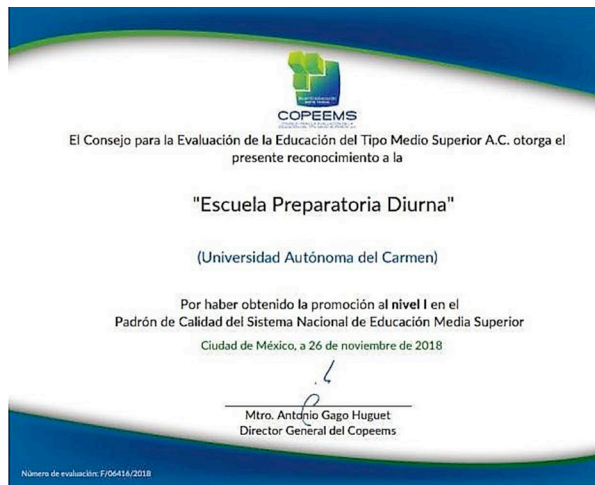 COPEEMS
El Consejo para la Evaluación de la Educación del Tipo Medio Superior A.C. otorga el
presente reconocimiento a la
"Escuela Preparatoria Diurna"
(Universidad Autónoma del Carmen)
Por haber obtenido la promoción al nivel I en el
Padrón de Calidad del Sistema Nacional de Educación Media Superior
Ciudad de México, a 26 de noviembre de 2018
Mtro. Antonio Gago Huguet
Director General del Copeems
Número de evaluación: F/06416/2018